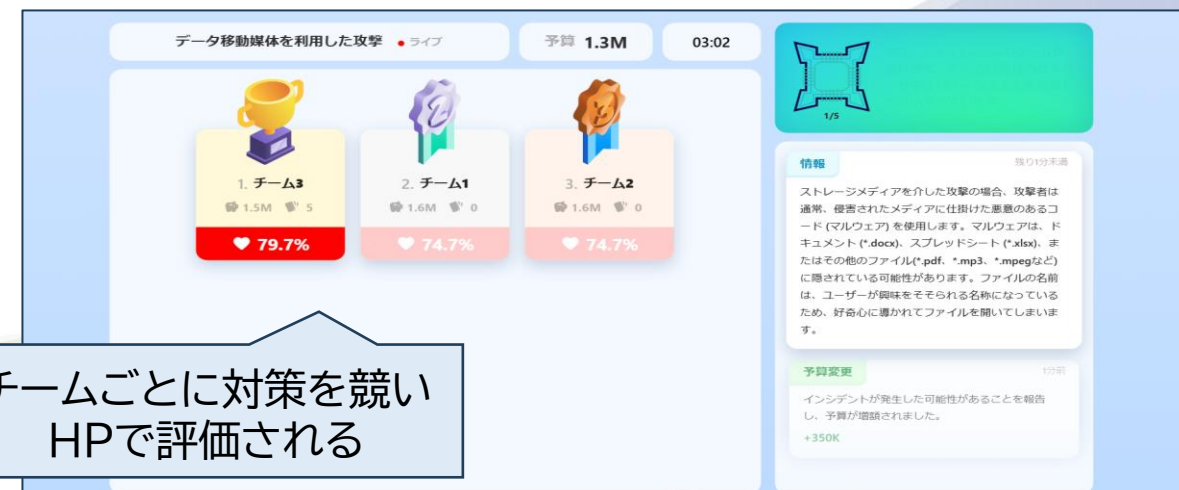 データ移動媒体を利用した攻撃 ● ライブ
予算 1.3M
03:02
1/5
2
3
1. チーム3
1.5M 5
79.7%
2. チーム1
1.6M 0
74.7%
3. チーム2
1.6M 0
74.7%
チームごとに対策を競い
HPで評価される
情報
残り1分未満
ストレージメディアを介した攻撃の場合、攻撃者は
通常、侵害されたメディアに仕掛けた悪意のあるコ
ード (マルウェア) を使用します。マルウェアは、ド
キュメント (*.docx)、スプレッドシート (*.xlsx)、ま
たはその他のファイル(*.pdf、*.mp3、*.mpegなど)
に隠されている可能性があります。ファイルの名前
は、ユーザーが興味をそそられる名称になっている
ため、好奇心に導かれてファイルを開いてしまいま
す。
予算変更
1分前
インシデントが発生した可能性があることを報告
し、予算が増額されました。
+350K